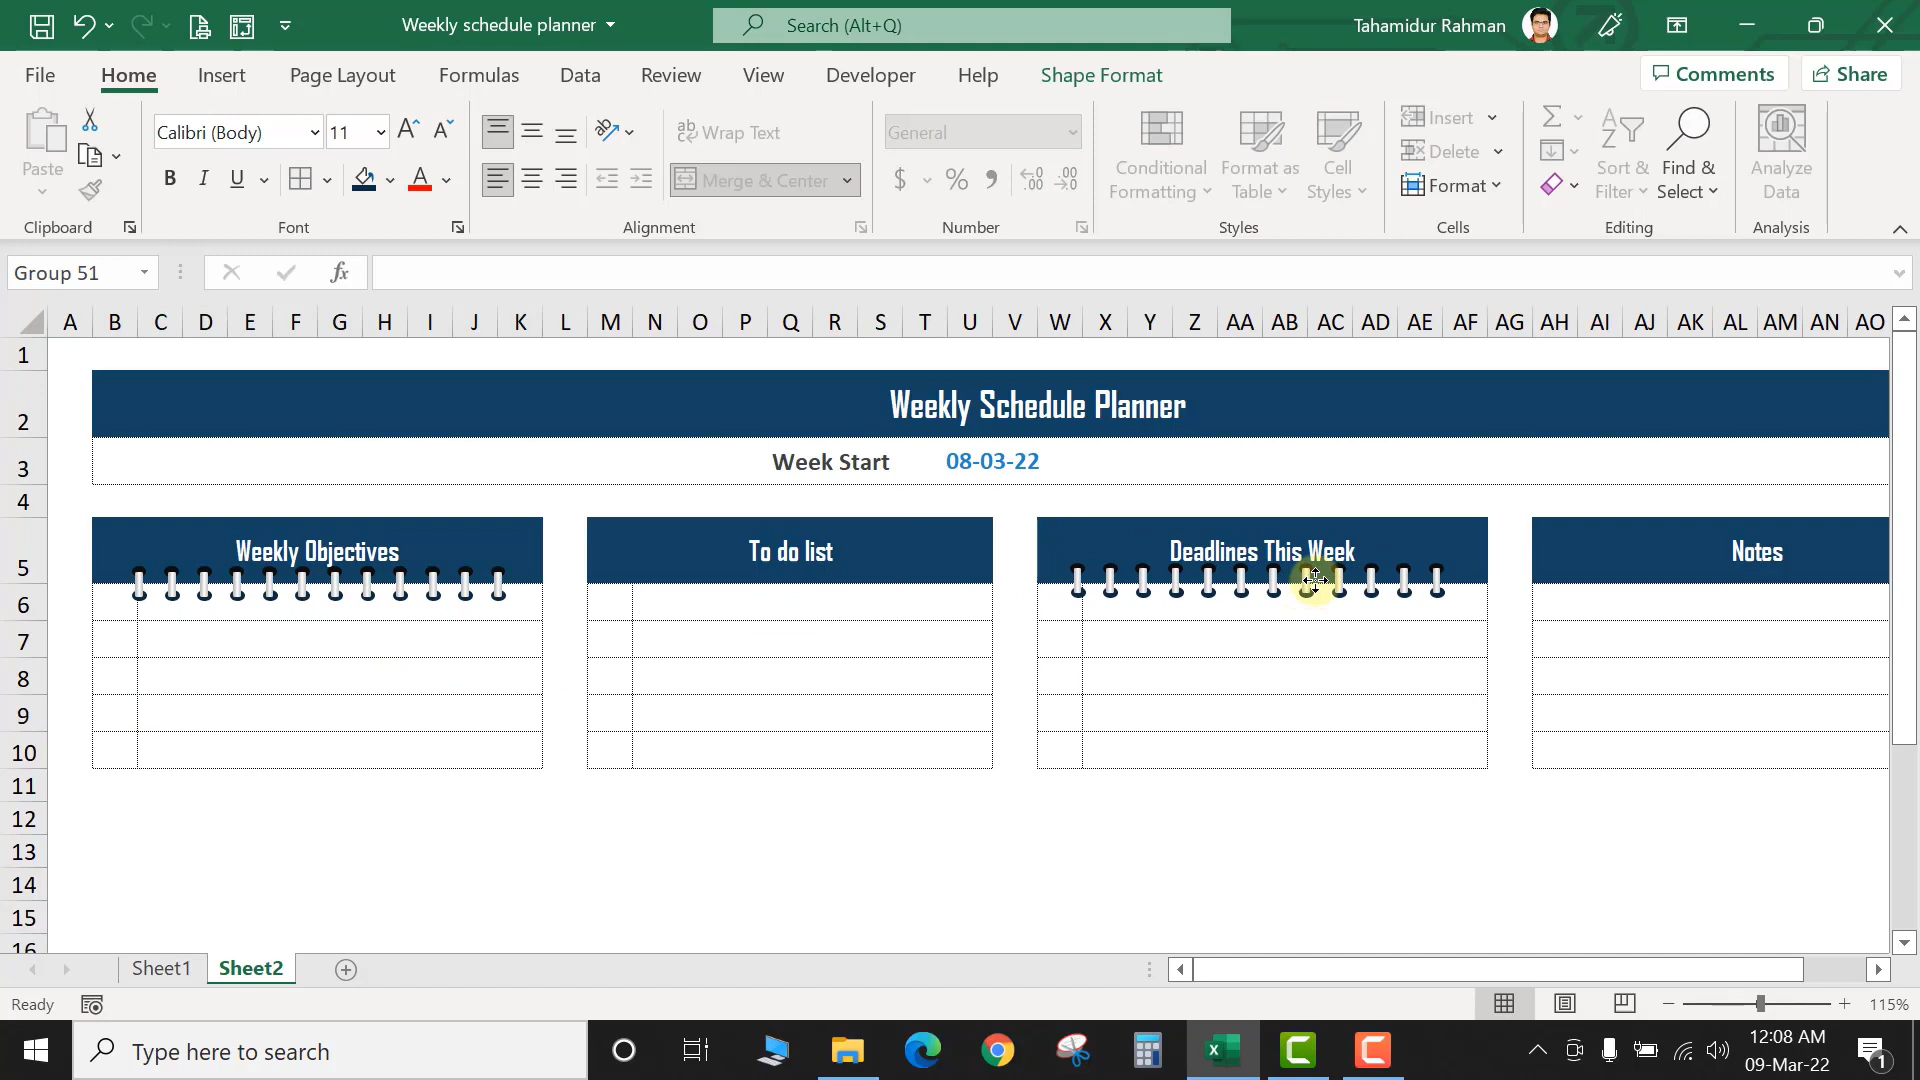 Weekly schedule planner
Search (Alt+Q)
Tahamidur Rahman
File Home Insert Page Layout Formulas Data Review View Developer Help Shape Format
Comments Share
Paste
Clipboard
Calibri (Body) 11
B I U
Font
ab Wrap Text
Merge & Center
Alignment
General
$ %
Number
Conditional Formatting
Format as Table
Cell Styles
Styles
Insert
Delete
Format
Cells
Sort & Filter
Find & Select
Editing
Analyze Data
Analysis
Group 51
fx
A B C D E F G H I J K L M N O P Q R S T U V W X Y Z AA AB AC AD AE AF AG AH AI AJ AK AL AM AN AO
1
2 Weekly Schedule Planner
3 Week Start 08-03-22
4
5 Weekly Objectives To do list Deadlines This Week Notes
6
7
8
9
10
11
12
13
14
15
16
Sheet1 Sheet2
Ready
115%
Type here to search
12:08 AM
09-Mar-22
1